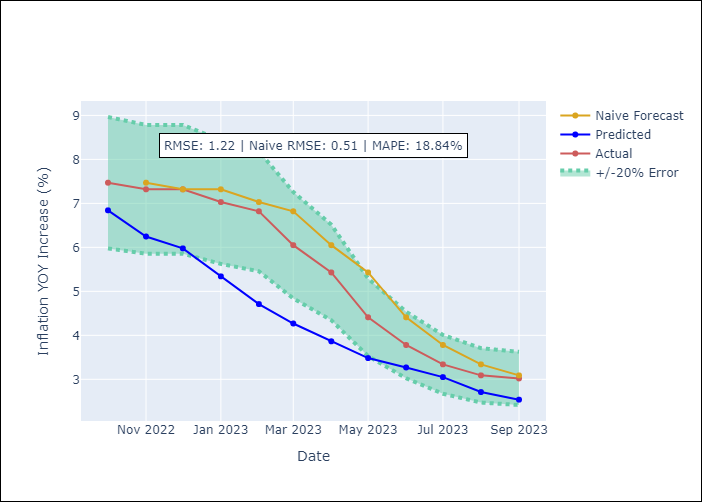 9
8
7
6
5
4
3
Inflation YOY Increase (%)
RMSE: 1.22 | Naive RMSE: 0.51 | MAPE: 18.84%
Nov 2022 Jan 2023 Mar 2023 May 2023 Jul 2023 Sep 2023
Date
Naive Forecast
Predicted
Actual
+/-20% Error